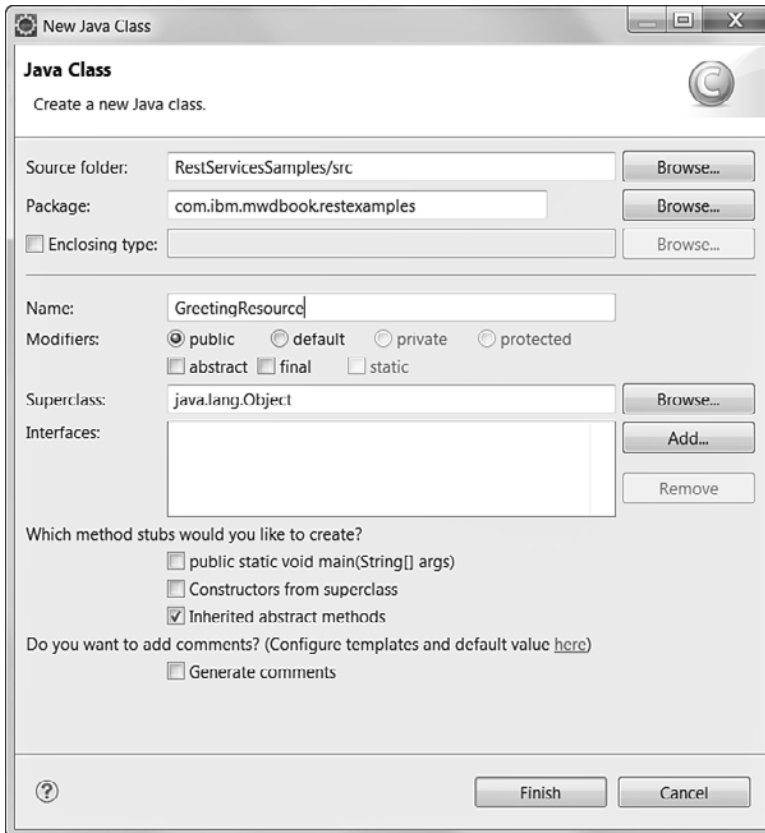 New Java Class
Java Class
Create a new Java class.
C
Source folder: RestServicesSamples/src Browse...
Package: com.ibm.mwdbook.restexamples Browse...
Enclosing type: Browse...
Name: GreetingResource
Modifiers: public default private protected
abstract final static
Superclass: java.lang.Object Browse...
Interfaces: Add...
Remove
Which method stubs would you like to create?
public static void main(String[] args)
Constructors from superclass
Inherited abstract methods
Do you want to add comments? (Configure templates and default value here)
Generate comments
? Finish Cancel